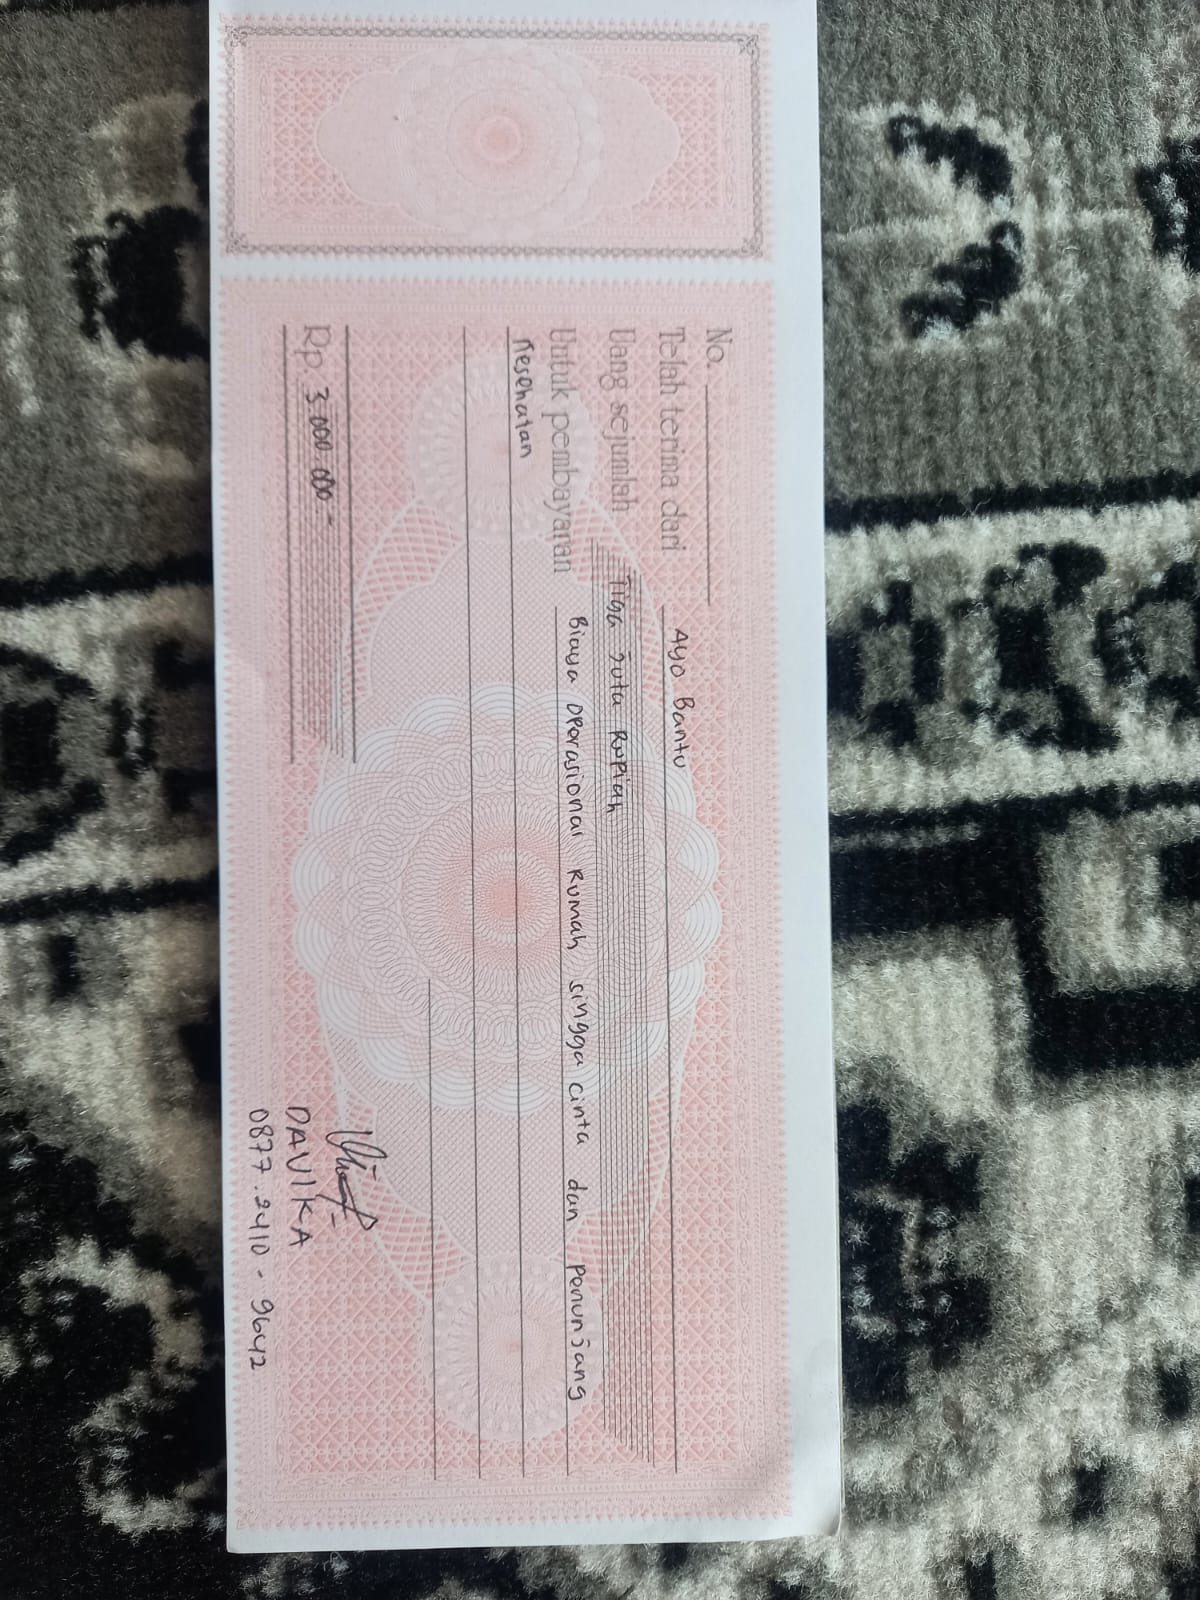 No.
Telah terima dari Ayo Bantu
Uang sejumlah Tiga Juta Rupiah
Untuk pembayaran Biaya Oporasional Rumah singga cinta dan Penunjang
Kesehatan
Rp 3.000.000.-
DAVIKA
0877.2410-9642